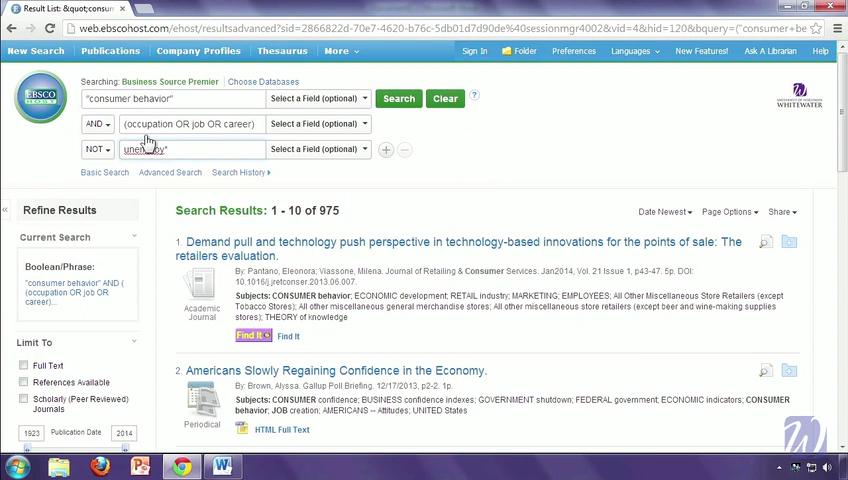 Result List: &quot;consum
web.ebscohost.com/ehost/resultsadvanced?sid=2866822d-70e7-4620-b76c-5db01d17d90de%40sessionmgr4002&vid=4&hid=120&bquery=("consumer+be
New Search Publications Company Profiles Thesaurus More Sign In Folder Preferences Languages New Features! Ask A Librarian Help
Searching: Business Source Premier Choose Databases
EBSCO
HOST
"consumer behavior" Select a Field (optional) Search Clear ?
UNIVERSITY OF WISCONSIN
WHITEWATER
AND (occupation OR job OR career) Select a Field (optional)
NOT Select a Field (optional)
Basic Search Advanced Search Search History
Refine Results
Search Results: 1 - 10 of 975
Date Newest Page Options Share
Current Search
Boolean/Phrase:
"consumer behavior" AND (
(occupation OR job OR
career)...
Limit To
Full Text
References Available
Scholarly (Peer Reviewed)
Journals
1923 Publication Date 2014
1. Demand pull and technology push perspective in technology-based innovations for the points of sale: The
retailers evaluation.
By: Pantano, Eleonora; Viassone, Milena. Journal of Retailing & Consumer Services. Jan2014, Vol. 21 Issue 1, p43-47. 5p. DOI:
10.1016/j.jretconser.2013.06.007.
Academic
Journal
Subjects: CONSUMER behavior; ECONOMIC development; RETAIL industry; MARKETING; EMPLOYEES; All Other Miscellaneous Store Retailers (except
Tobacco Stores); All other miscellaneous general merchandise stores; All other miscellaneous store retailers (except beer and wine-making supplies
stores); THEORY of knowledge
Find It Find It
2. Americans Slowly Regaining Confidence in the Economy.
By: Brown, Alyssa. Gallup Poll Briefing. 12/17/2013, p2-2. 1p.
Periodical
Subjects: CONSUMER confidence; BUSINESS confidence indexes; GOVERNMENT shutdown; FEDERAL government; ECONOMIC indicators; CONSUMER
behavior; JOB creation; AMERICANS -- Attitudes; UNITED States
HTML Full Text